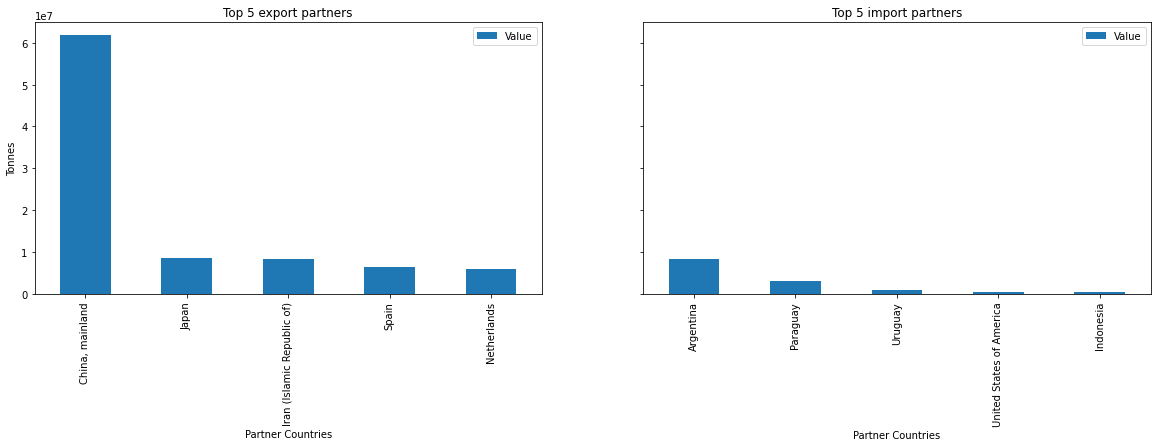 Top 5 export partners
1e7
Value
6
5
4
3
2
1
0
Tonnes
China, mainland
Japan
Iran (Islamic Republic of)
Spain
Netherlands
Partner Countries
Top 5 import partners
Value
Argentina
Paraguay
Uruguay
United States of America
Indonesia
Partner Countries